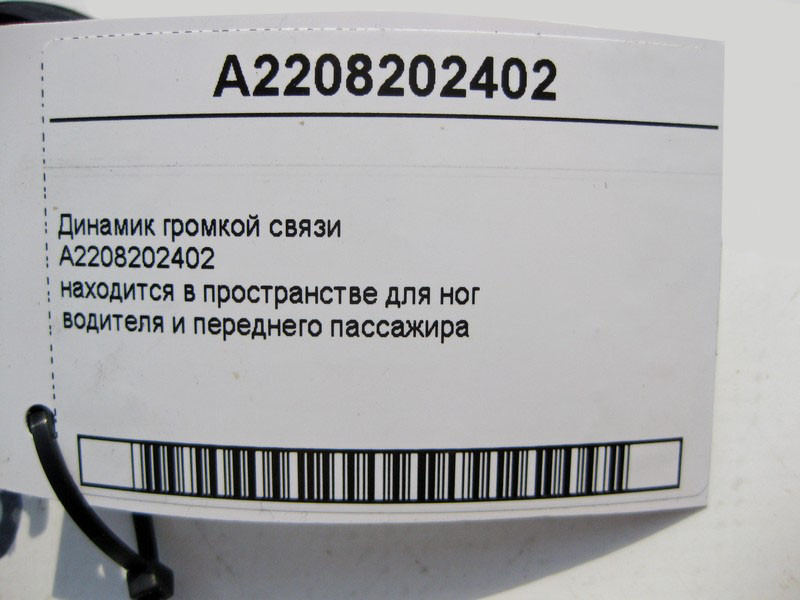 A2208202402
Динамик громкой связи
A2208202402
находится в пространстве для ног
водителя и переднего пассажира